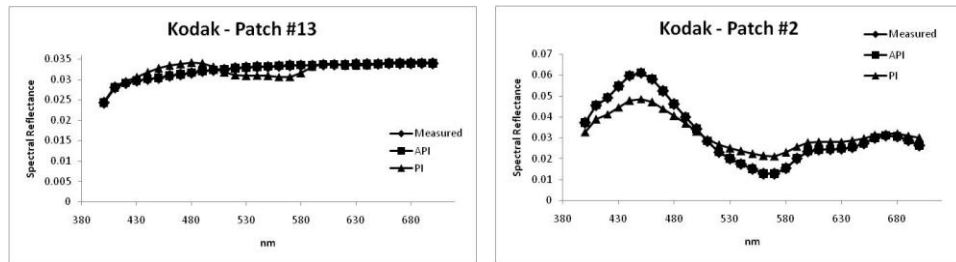 Kodak - Patch #13
Spectral Reflectance
0.035
0.03
0.025
0.02
0.015
0.01
0.005
0
380
430
480
530
580
630
680
nm
Measured
API
PI
Kodak - Patch #2
Spectral Reflectance
0.07
0.06
0.05
0.04
0.03
0.02
0.01
0
380
430
480
530
580
630
680
nm
Measured
API
PI